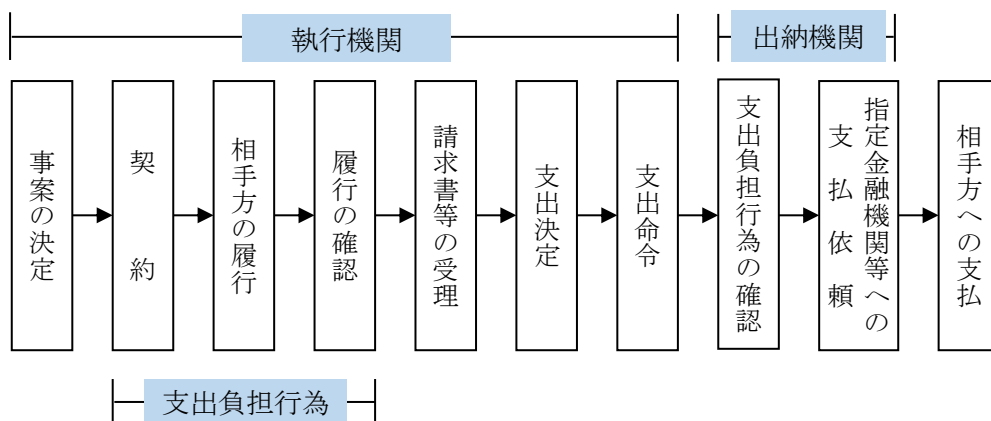 執行機関
出納機関
事案の決定
契約
相手方の履行
履行の確認
請求書等の受理
支出決定
支出命令
支出負担行為の確認
指定金融機関等への
支払依頼
相手方への支払
支出負担行為